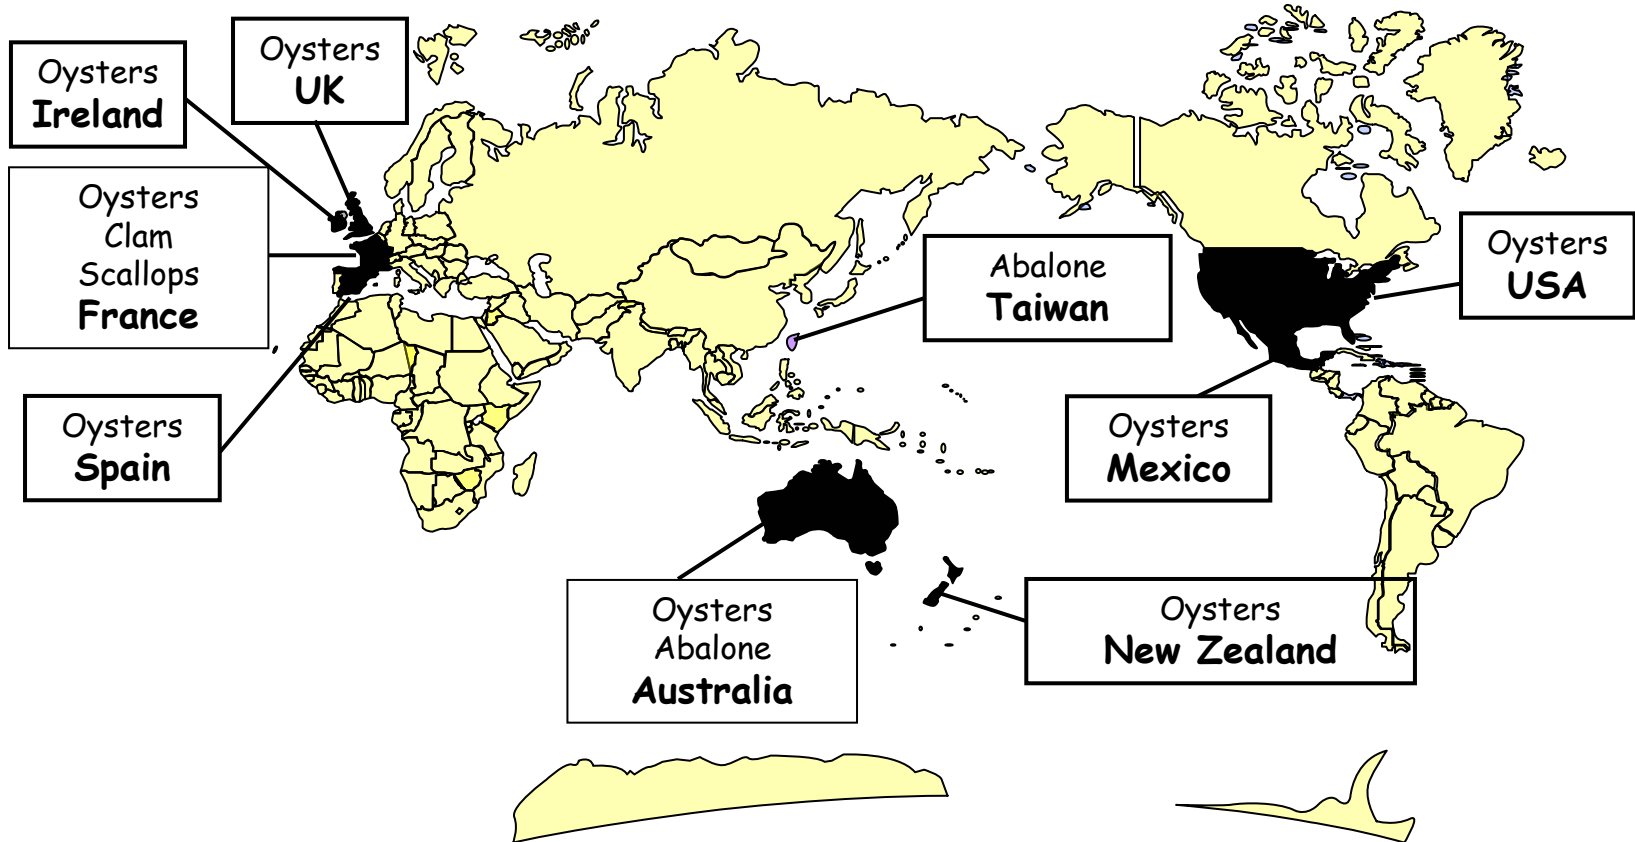 Oysters
Ireland
Oysters
UK
Oysters
Clam
Scallops
France
Oysters
Spain
Abalone
Taiwan
Oysters
USA
Oysters
Mexico
Oysters
Abalone
Australia
Oysters
New Zealand